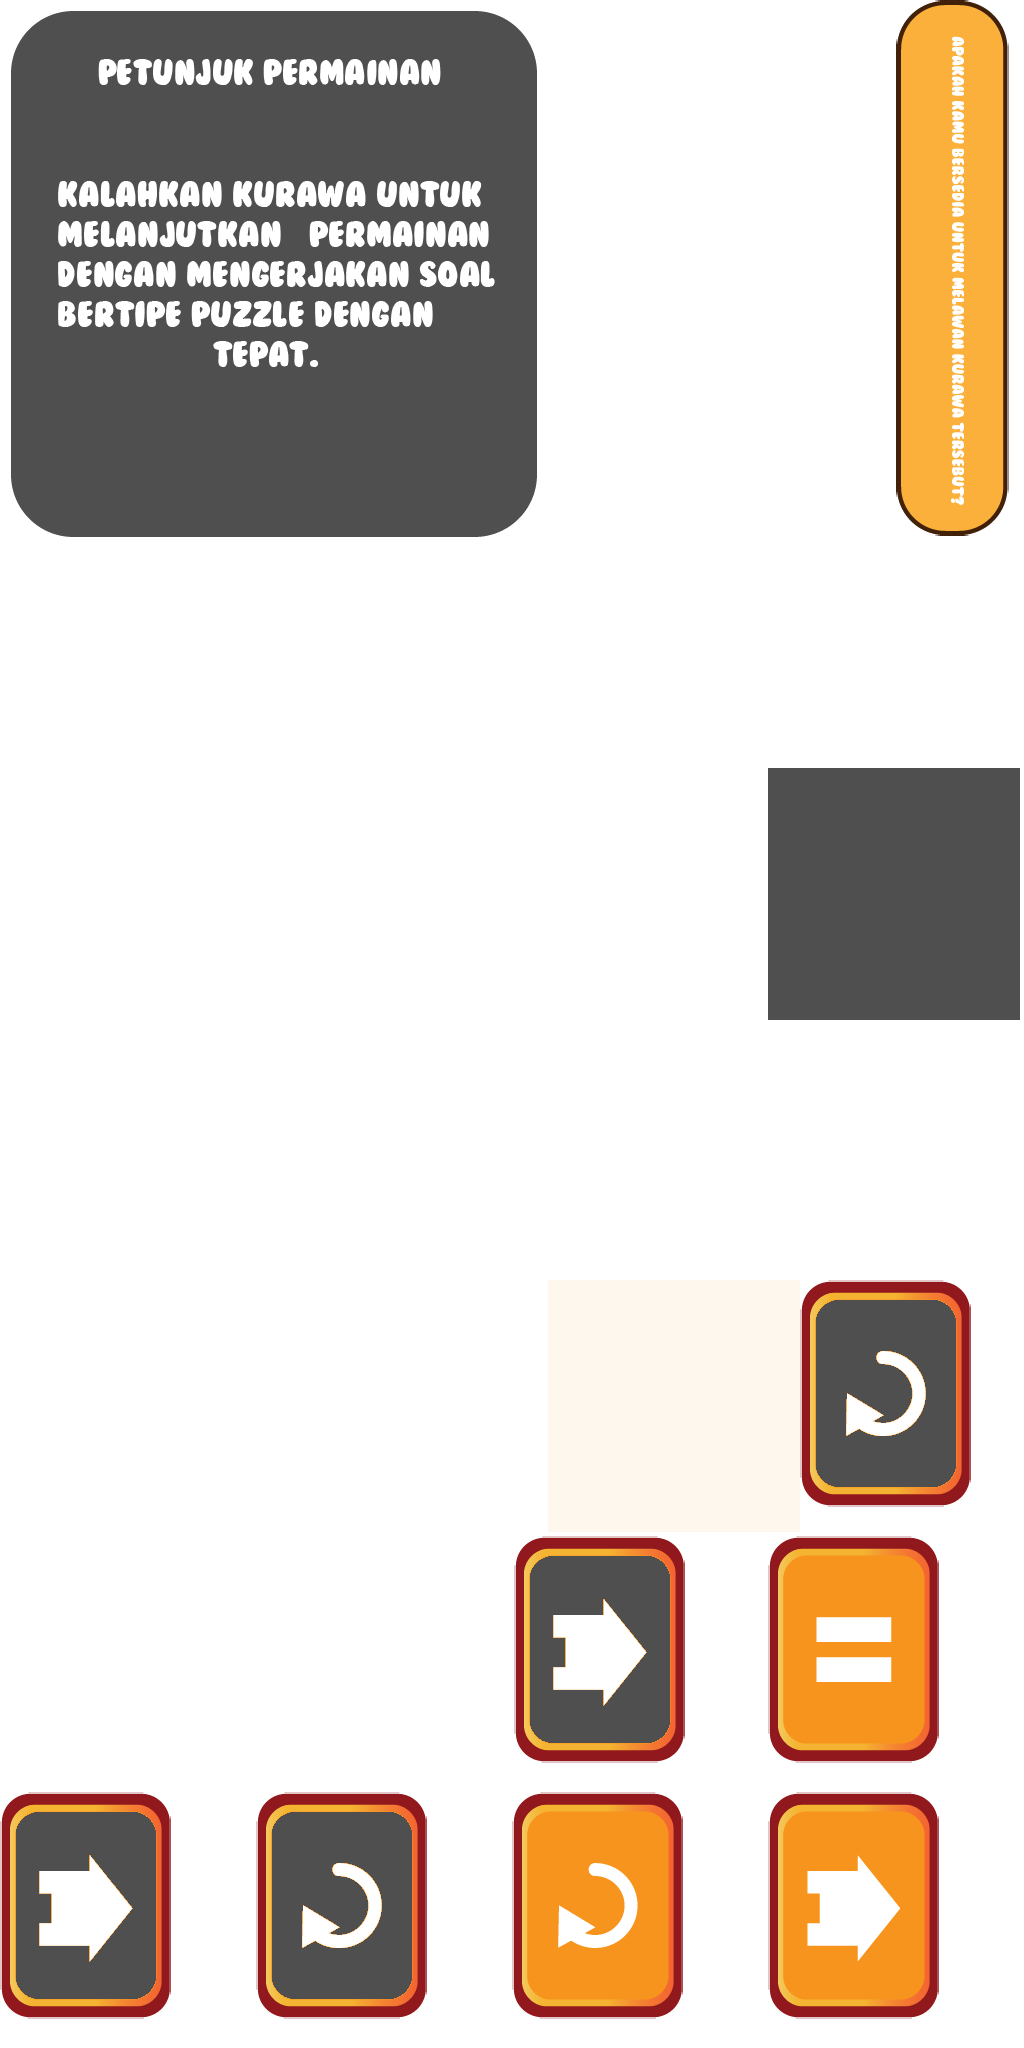 PETUNJUK PERMAINAN
KALAHKAN KURAWA UNTUK
MELANJUTKAN PERMAINAN
DENGAN MENGERJAKAN SOAL
BERTIPE PUZZLE DENGAN
TEPAT.
APAKAN KAMU BERSEDIA UNTUK MELAWAN KURAWA TERSEBUT?